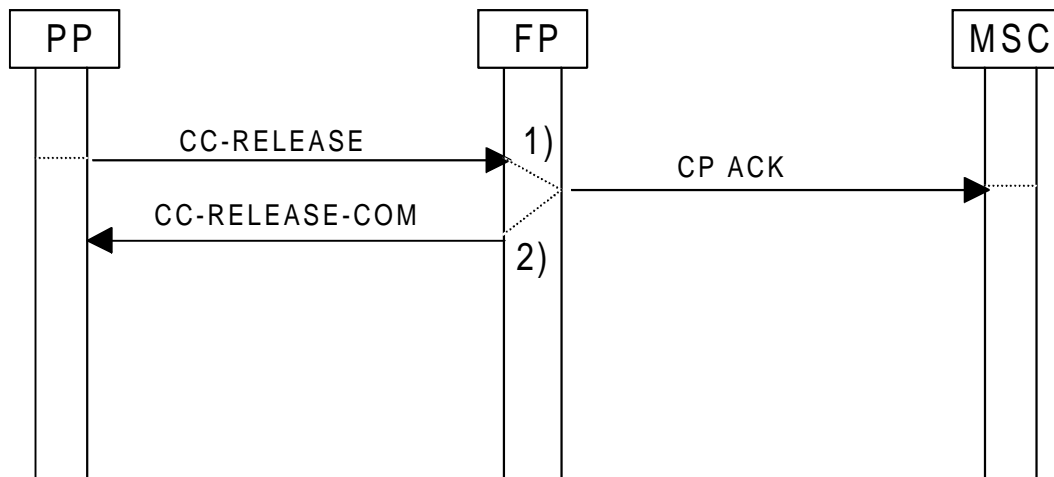 PP
FP
MSC
CC-RELEASE
1)
CP ACK
CC-RELEASE-COM
2)